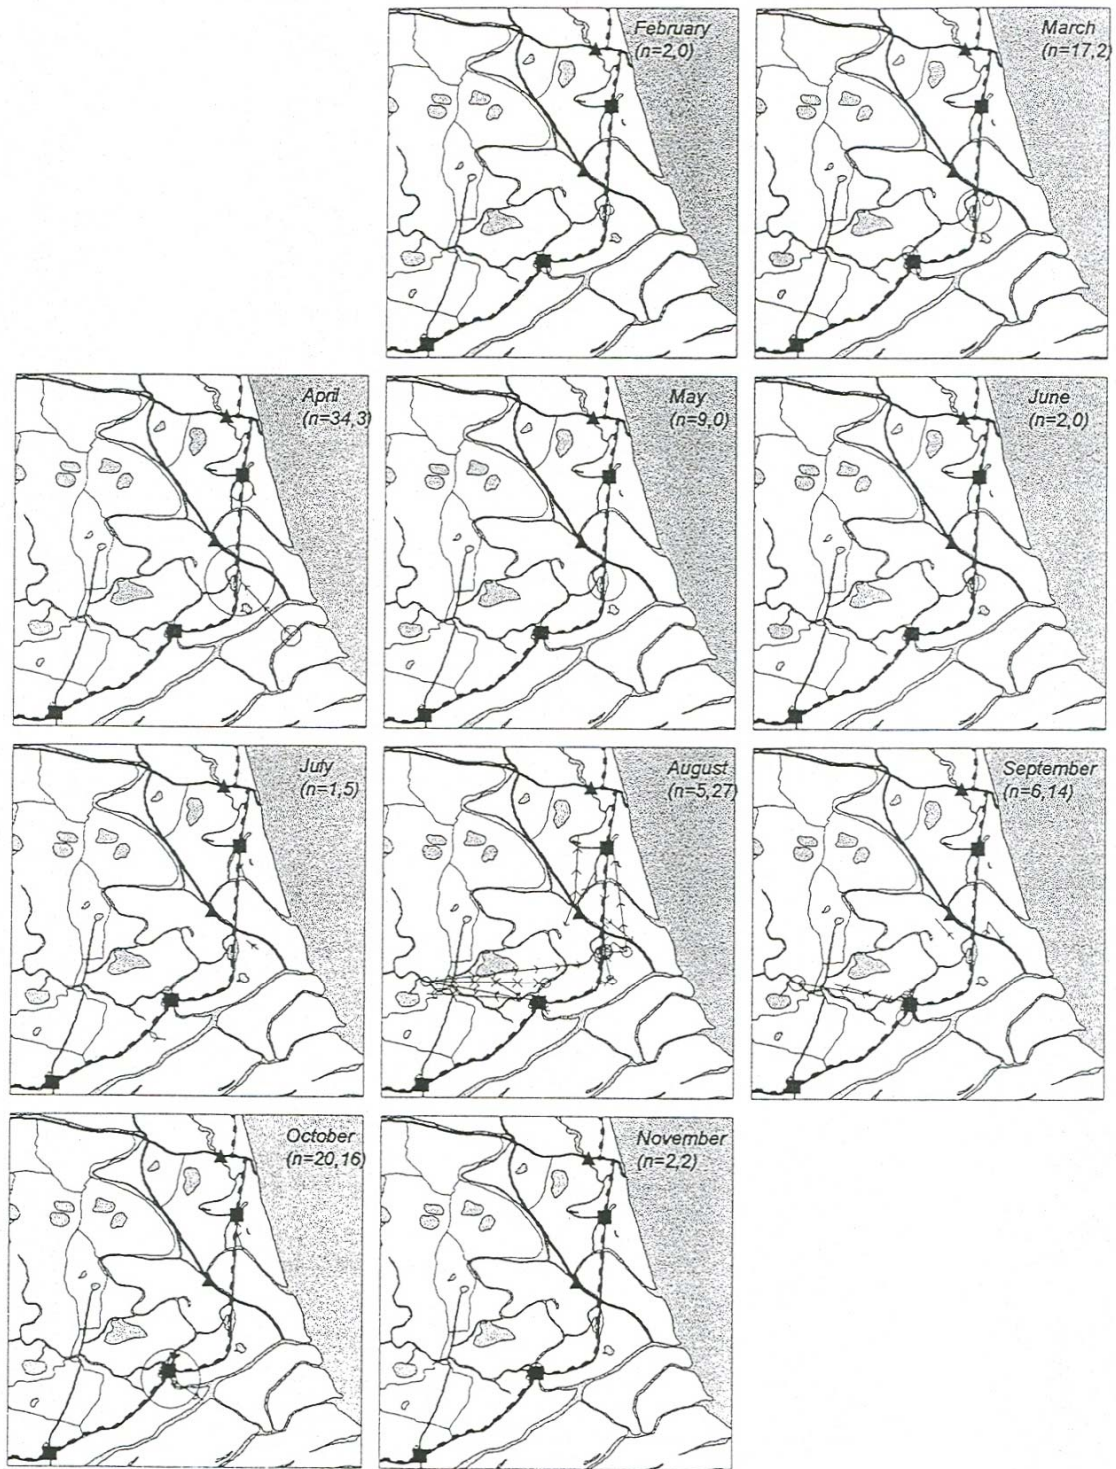 February
(n=2,0)
March
(n=17,2)
April
(n=34,3)
May
(n=9,0)
June
(n=2,0)
July
(n=1,5)
August
(n=5,27)
September
(n=6,14)
October
(n=20,16)
November
(n=2,2)